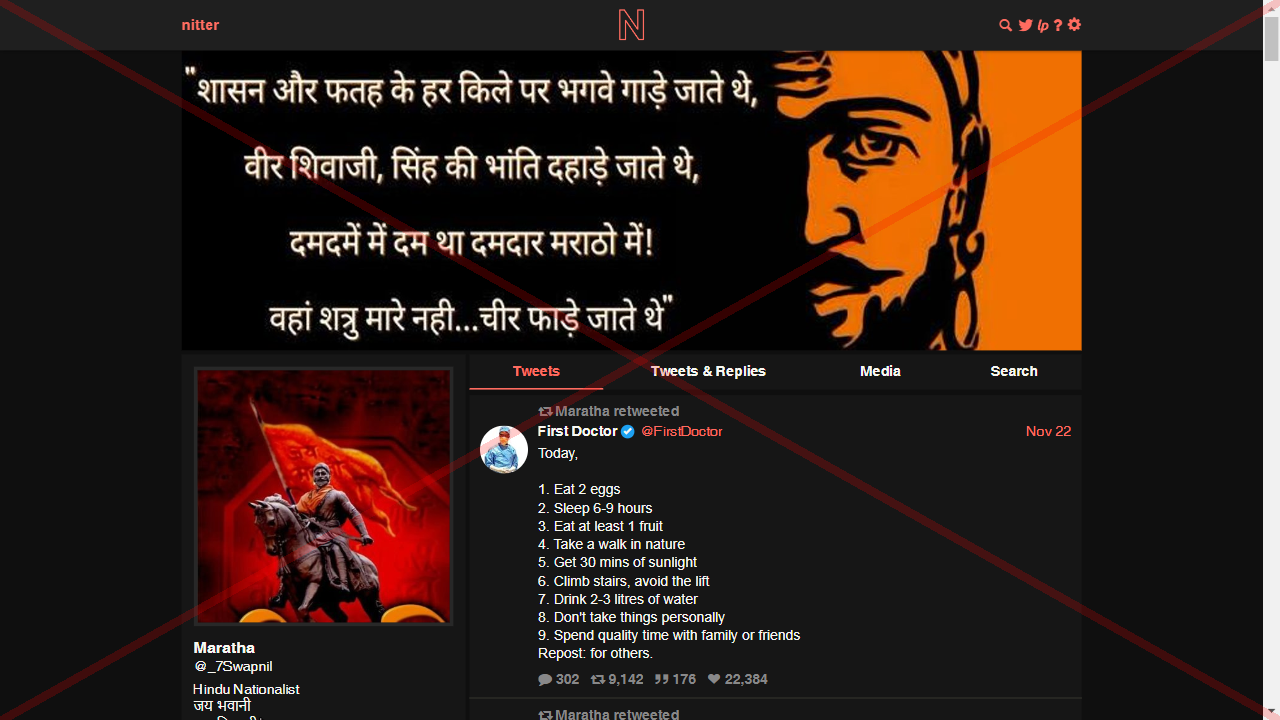 nitter
"शासन और फतह के हर किले पर भगवे गाड़े जाते थे,
वीर शिवाजी, सिंह की भांति दहाड़े जाते थे,
दमदमें में दम था दमदार मराठो में!
वहां शत्रु मारे नही...चीर फाड़े जाते थे"
Tweets
Tweets & Replies
Media
Search
Maratha retweeted
First Doctor @FirstDoctor Nov 22
Today,
1. Eat 2 eggs
2. Sleep 6-9 hours
3. Eat at least 1 fruit
4. Take a walk in nature
5. Get 30 mins of sunlight
6. Climb stairs, avoid the lift
7. Drink 2-3 litres of water
8. Don't take things personally
9. Spend quality time with family or friends
Repost: for others.
302 9,142 176 22,384
Maratha retweeted
Maratha
@_7Swapnil
Hindu Nationalist
जय भवानी